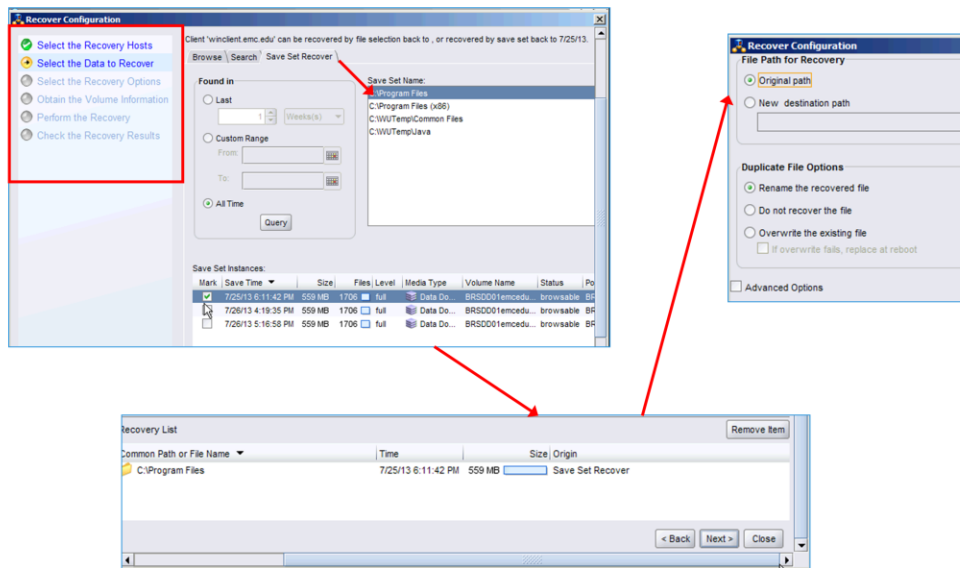 Recover Configuration
Select the Recovery Hosts
Select the Data to Recover
Select the Recovery Options
Obtain the Volume Information
Perform the Recovery
Check the Recovery Results
Client 'winclient.emc.edu' can be recovered by file selection back to , or recovered by save set back to 7/25/13.
Browse Search Save Set Recover
Found in
Last
1 Weeks(s)
Custom Range
From:
To:
All Time
Query
Save Set Name:
C:\Program Files
C:\Program Files (x86)
C:\WUTemp\Common Files
C:\WUTemp\Java
Save Set Instances:
Mark Save Time Size Files Level Media Type Volume Name Status Po
7/25/13 6:11:42 PM 559 MB 1706 full Data Do... BRSDD01emcedu... browsable BR
7/26/13 4:19:35 PM 559 MB 1706 full Data Do... BRSDD01emcedu... browsable BR
7/26/13 5:16:58 PM 559 MB 1706 full Data Do... BRSDD01emcedu... browsable BR
Recover Configuration
File Path for Recovery
Original path
New destination path
Duplicate File Options
Rename the recovered file
Do not recover the file
Overwrite the existing file
If overwrite fails, replace at reboot
Advanced Options
Recovery List
Remove Item
Common Path or File Name Time Size Origin
C:\Program Files 7/25/13 6:11:42 PM 559 MB Save Set Recover
< Back Next > Close